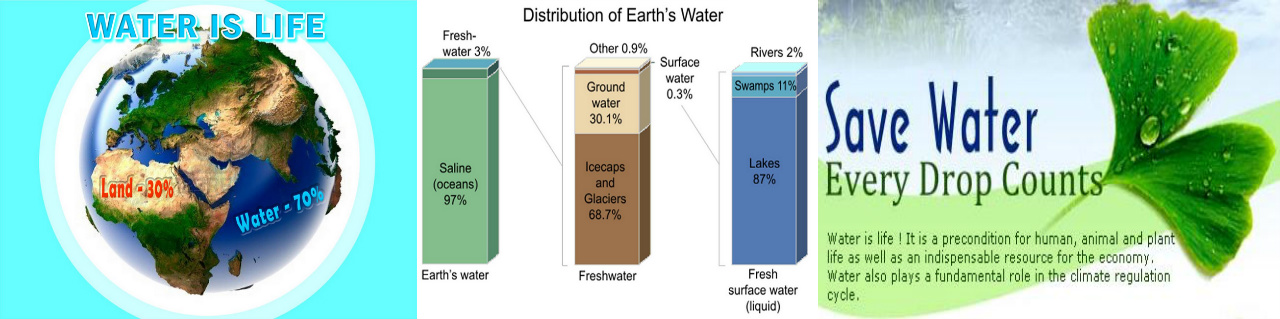 WATER IS LIFE
Land - 30%
Water - 70%
Distribution of Earth's Water
Fresh-
water 3%
Saline
(oceans)
97%
Earth's water
Other 0.9%
Surface
water
0.3%
Ground
water
30.1%
Icecaps
and
Glaciers
68.7%
Freshwater
Rivers 2%
Swamps 11%
Lakes
87%
Fresh
surface water
(liquid)
Save Water
Every Drop Counts
Water is life ! It is a precondition for human, animal and plant
life as well as an indispensable resource for the economy.
Water also plays a fundamental role in the climate regulation
cycle.